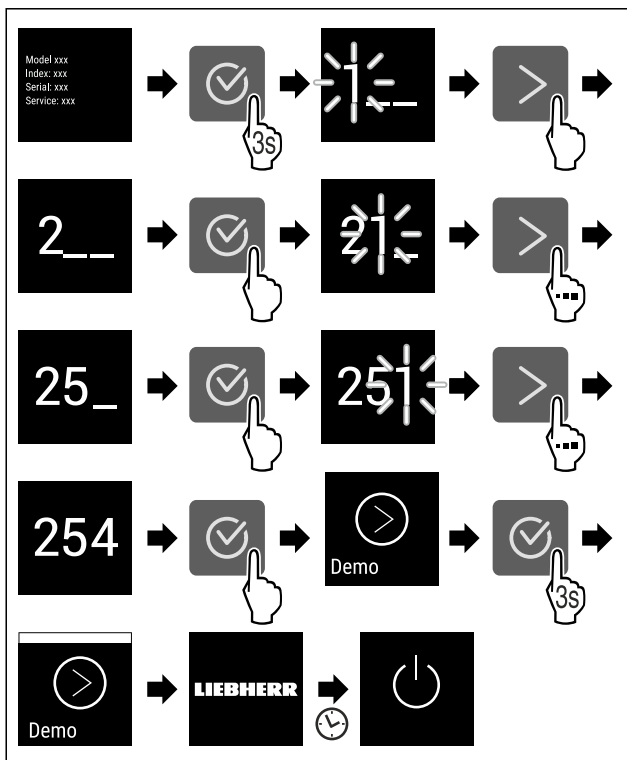 Model xxx
Index: xxx
Serial: xxx
Service: xxx
3s
1__
2__
21_
25_
251
254
Demo
3s
Demo
LIEBHERR